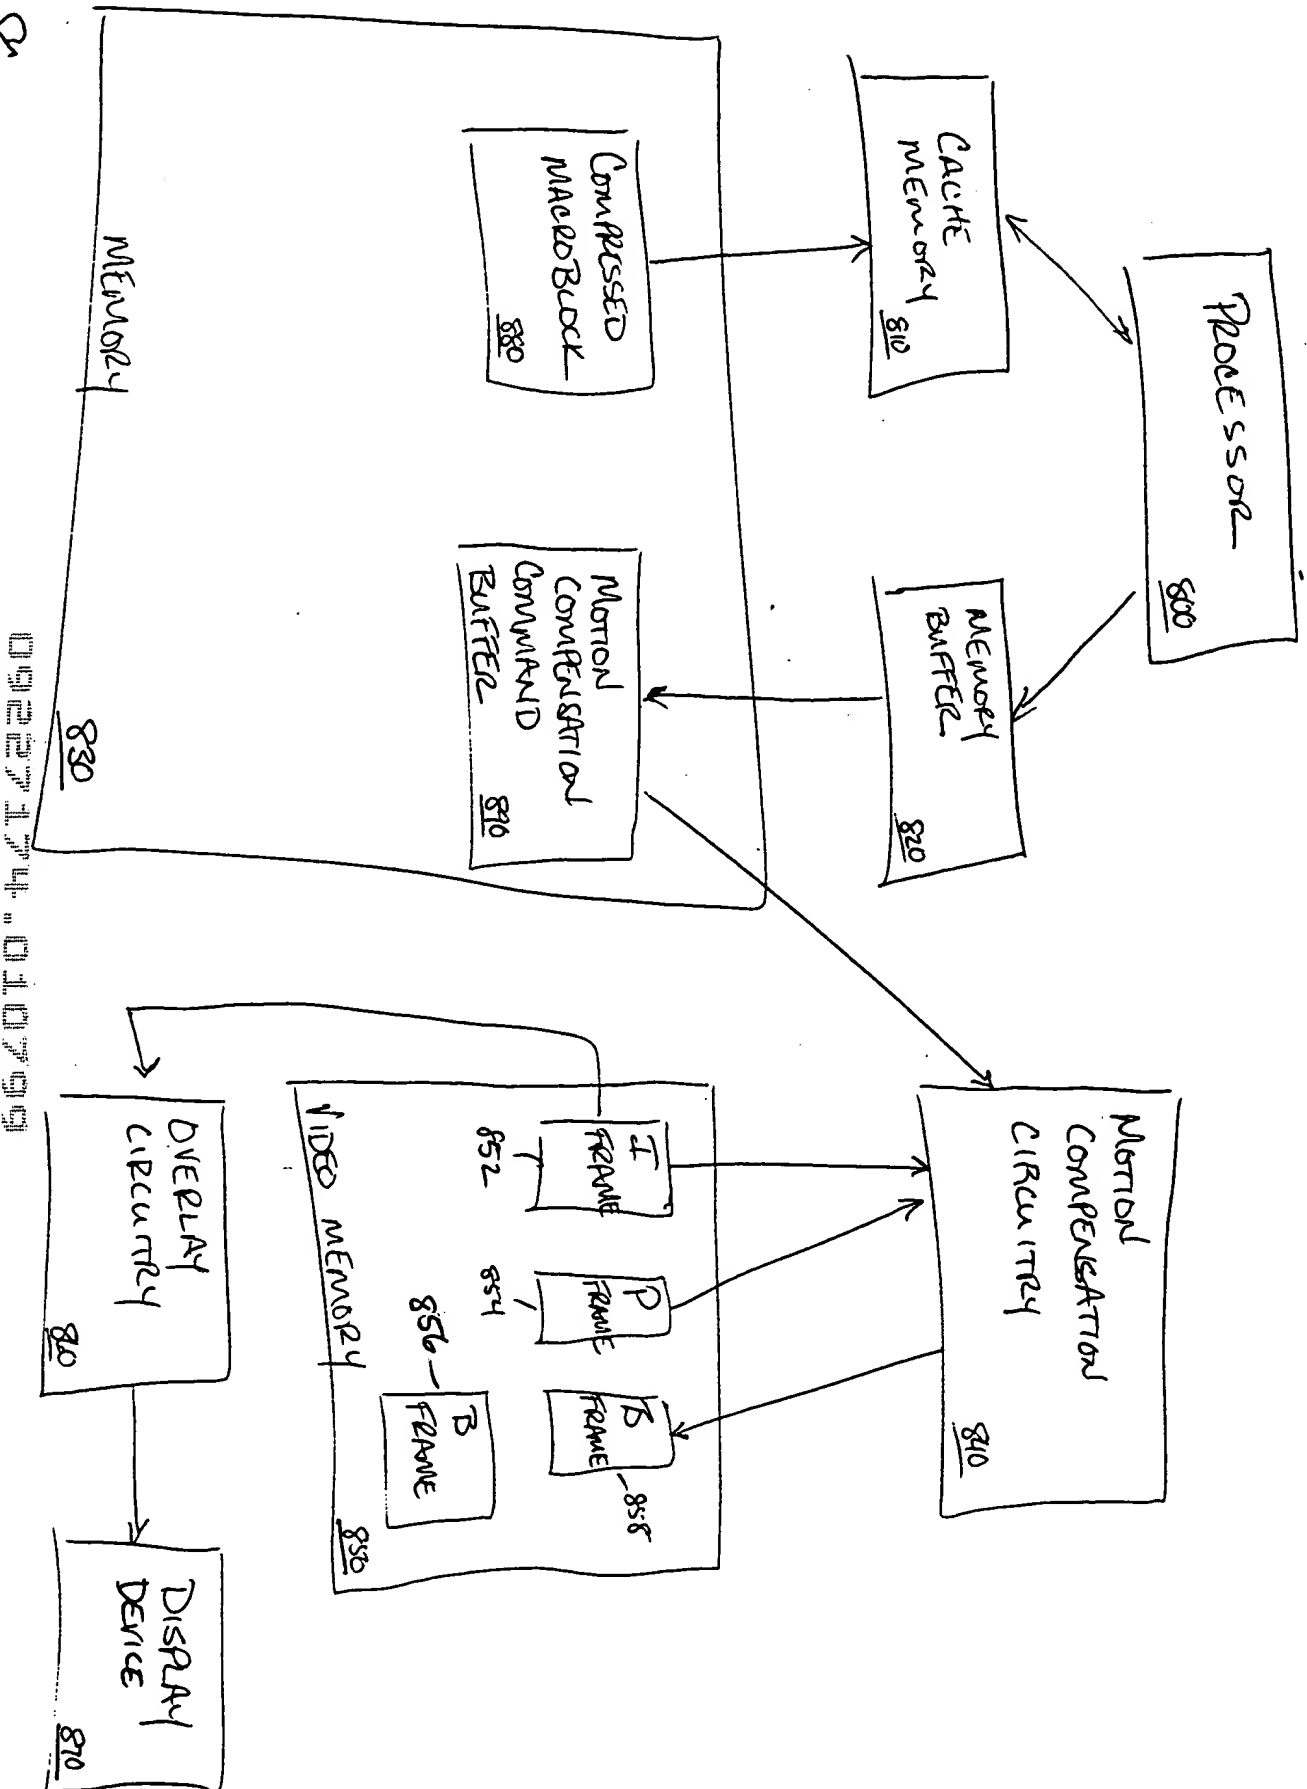 PROCESSOR
800
CACHE
MEMORY
810
MEMORY
BUFFER
820
MOTION
COMPENSATION
CIRCUITRY
840
COMPRESSED
MACROBLOCK
880
MOTION
COMPENSATION
COMMAND
BUFFER
890
MEMORY
830
I
FRAME
852
P
FRAME
854
B
FRAME
858
B
FRAME
856
VIDEO MEMORY
850
OVERLAY
CIRCUITRY
860
DISPLAY
DEVICE
870
09227174.010799